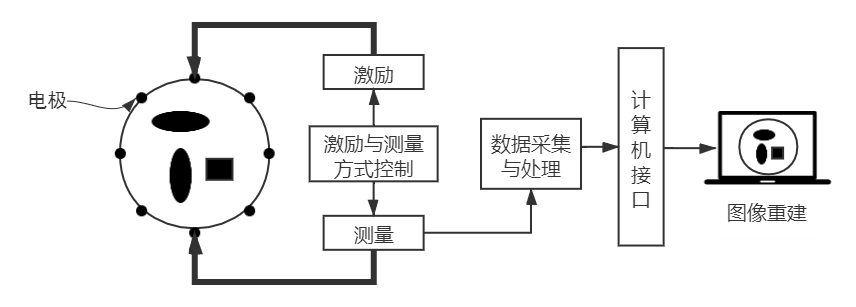 电极
激励
激励与测量
方式控制
测量
数据采集
与处理
计
算
机
接
口
图像重建